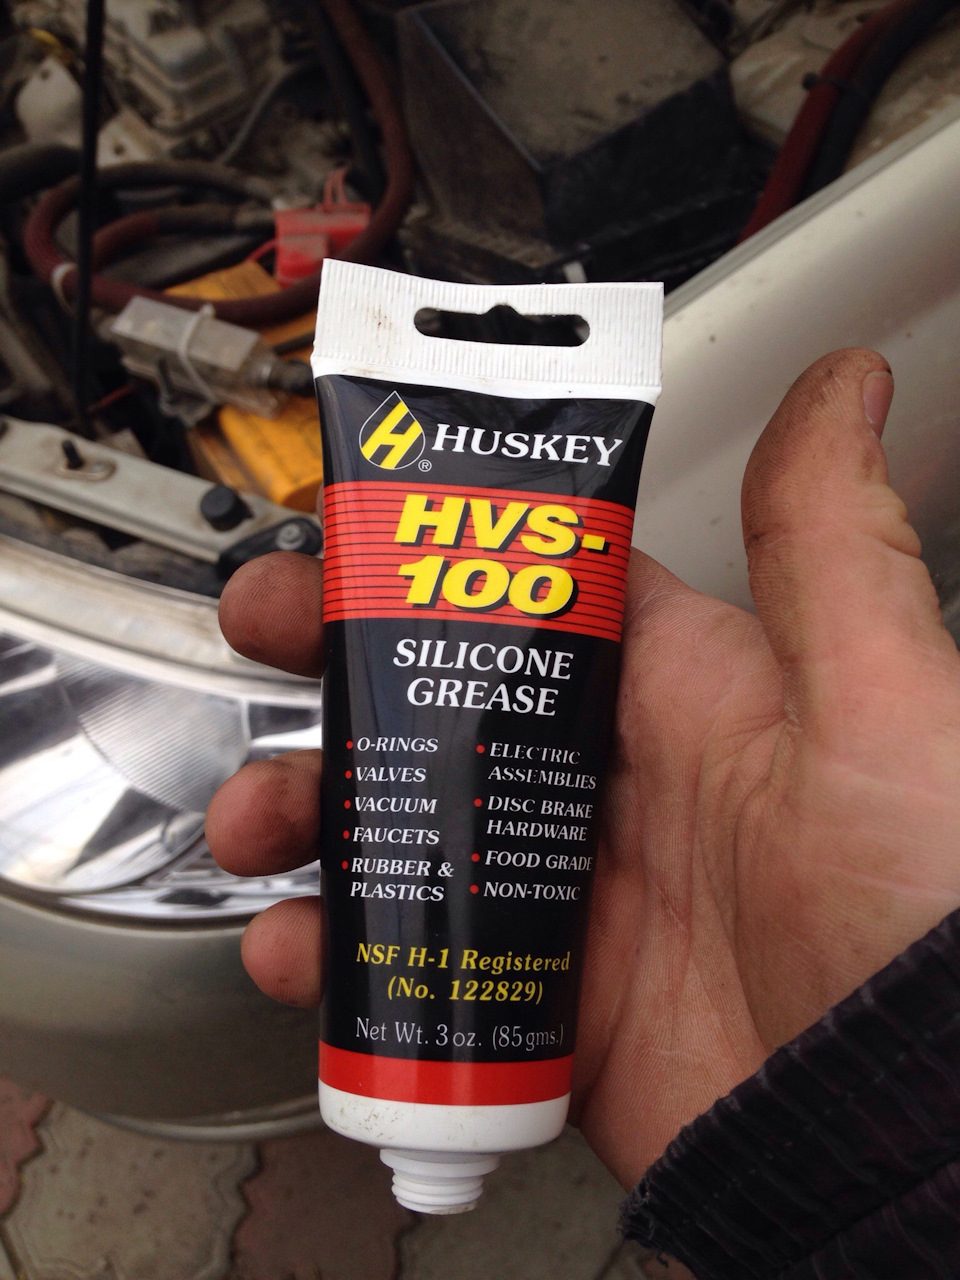 H ®
HUSKEY
HVS-
100
SILICONE
GREASE
• O-RINGS
• VALVES
• VACUUM
• FAUCETS
• RUBBER &
PLASTICS
• ELECTRIC
ASSEMBLIES
• DISC BRAKE
HARDWARE
• FOOD GRADE
• NON-TOXIC
NSF H-1 Registered
(No. 122829)
Net Wt. 3 oz. (85 gms.)